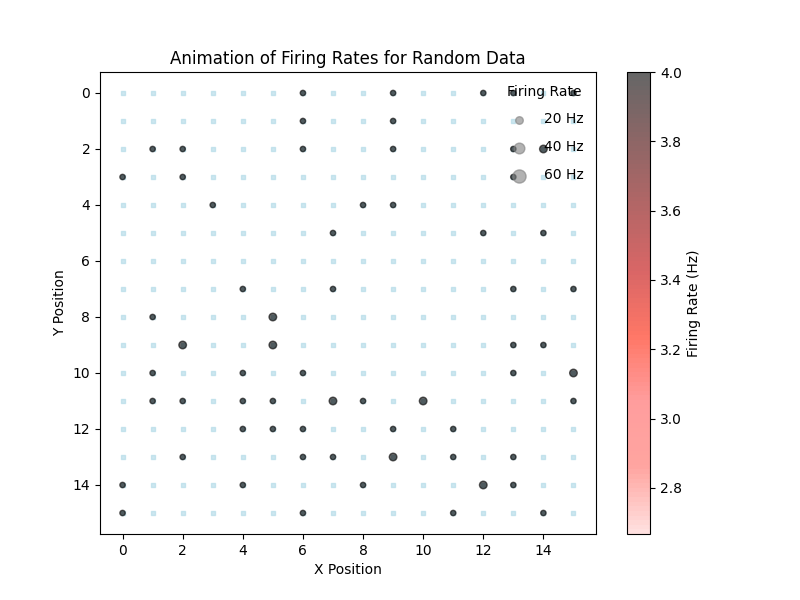 Animation of Firing Rates for Random Data
Firing Rate
20 Hz
40 Hz
60 Hz
0
2
4
6
8
10
12
14
Y Position
0 2 4 6 8 10 12 14
X Position
4.0
3.8
3.6
3.4
3.2
3.0
2.8
Firing Rate (Hz)